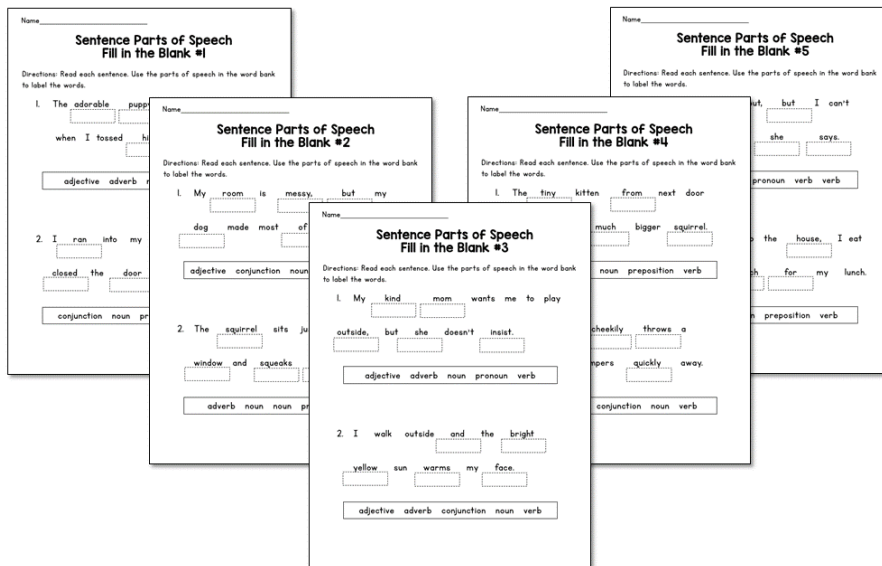 Name
Sentence Parts of Speech
Fill in the Blank #1
Directions: Read each sentence. Use the parts of speech in the word bank
to label the words.
1. The adorable
when I tossed
adjective adverb
2. I ran into my
closed the door
conjunction noun
Name
Sentence Parts of Speech
Fill in the Blank #2
Directions: Read each sentence. Use the parts of speech in the word bank
to label the words.
1. My room is messy, but my
dog made most of
adjective conjunction noun
2. The squirrel sits
window and squeaks
adverb noun noun
Name
Sentence Parts of Speech
Fill in the Blank #3
Directions: Read each sentence. Use the parts of speech in the word bank
to label the words.
1. My kind mom wants me to play
outside, but she doesn't insist.
adjective adverb noun pronoun verb
2. I walk outside and the bright
yellow sun warms my face.
adjective adverb conjunction noun verb
Name
Sentence Parts of Speech
Fill in the Blank #4
Directions: Read each sentence. Use the parts of speech in the word bank
to label the words.
1. The tiny kitten from next door
much bigger squirrel.
noun preposition verb
cheekily throws a
quickly away.
conjunction noun verb
Name
Sentence Parts of Speech
Fill in the Blank #5
Directions: Read each sentence. Use the parts of speech in the word bank
to label the words.
but I can't
she says.
pronoun verb verb
the house, I eat
for my lunch.
preposition verb